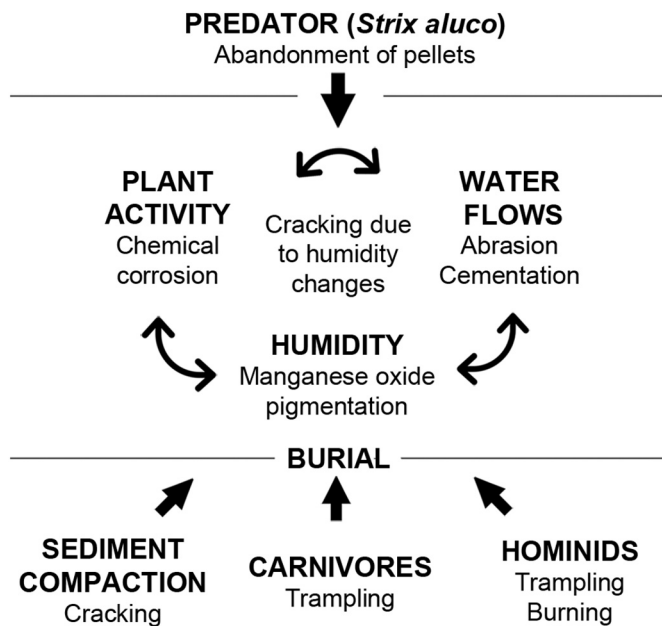 PREDATOR (Strix aluco)
Abandonment of pellets
PLANT
ACTIVITY
Chemical
corrosion
Cracking due
to humidity
changes
WATER
FLOWS
Abrasion
Cementation
HUMIDITY
Manganese oxide
pigmentation
BURIAL
SEDIMENT
COMPACTION
Cracking
CARNIVORES
Trampling
HOMINIDS
Trampling
Burning